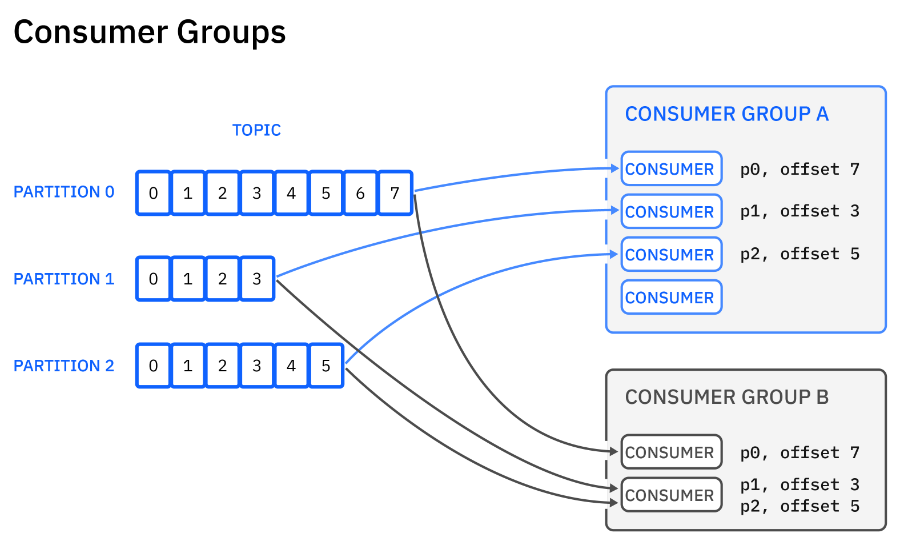 Consumer Groups
TOPIC
PARTITION 0
0 1 2 3 4 5 6 7
PARTITION 1
0 1 2 3
PARTITION 2
0 1 2 3 4 5
CONSUMER GROUP A
CONSUMER p0, offset 7
CONSUMER p1, offset 3
CONSUMER p2, offset 5
CONSUMER
CONSUMER GROUP B
CONSUMER p0, offset 7
CONSUMER p1, offset 3
p2, offset 5